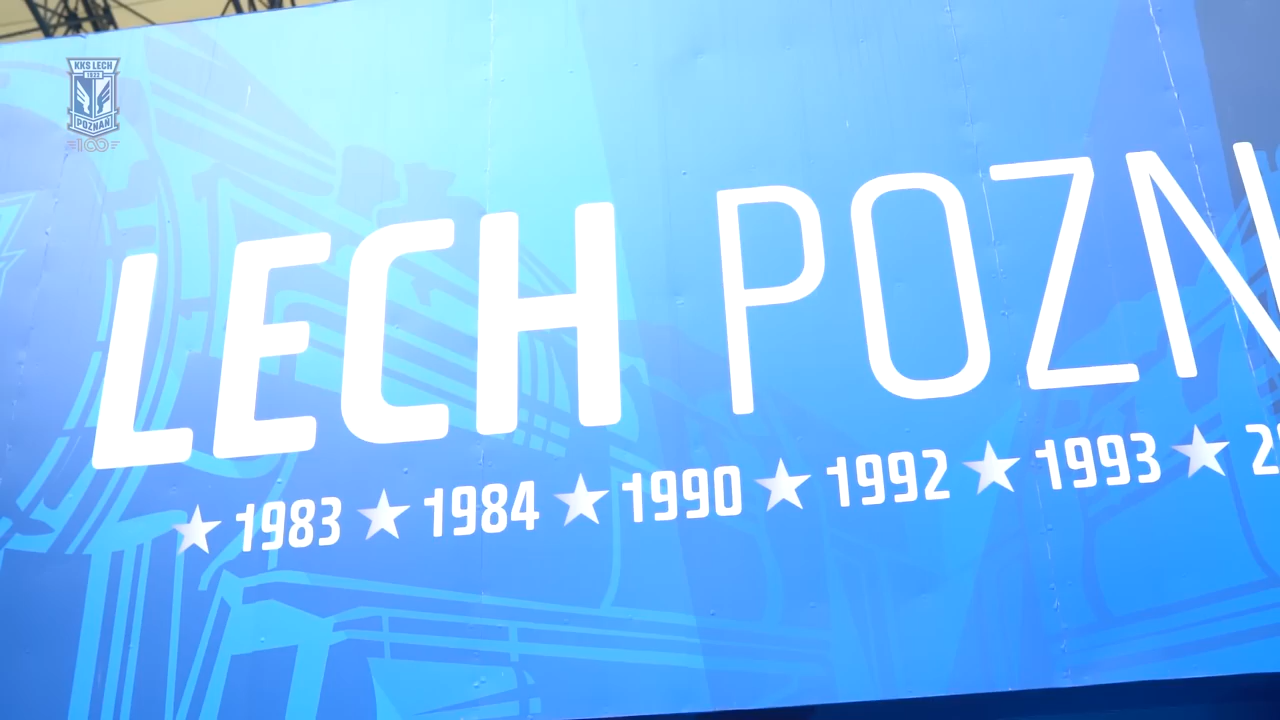 KKS LECH
1922
POZNAŃ
100
LECH POZN
★ 1983 ★ 1984 ★ 1990 ★ 1992 ★ 1993 ★